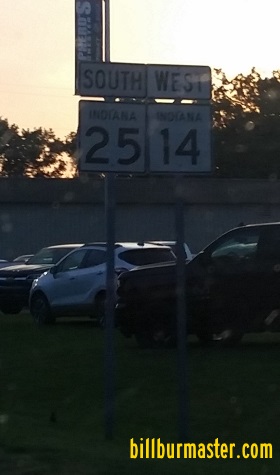 SOUTH WEST
INDIANA INDIANA
25 14
billburmaster.com